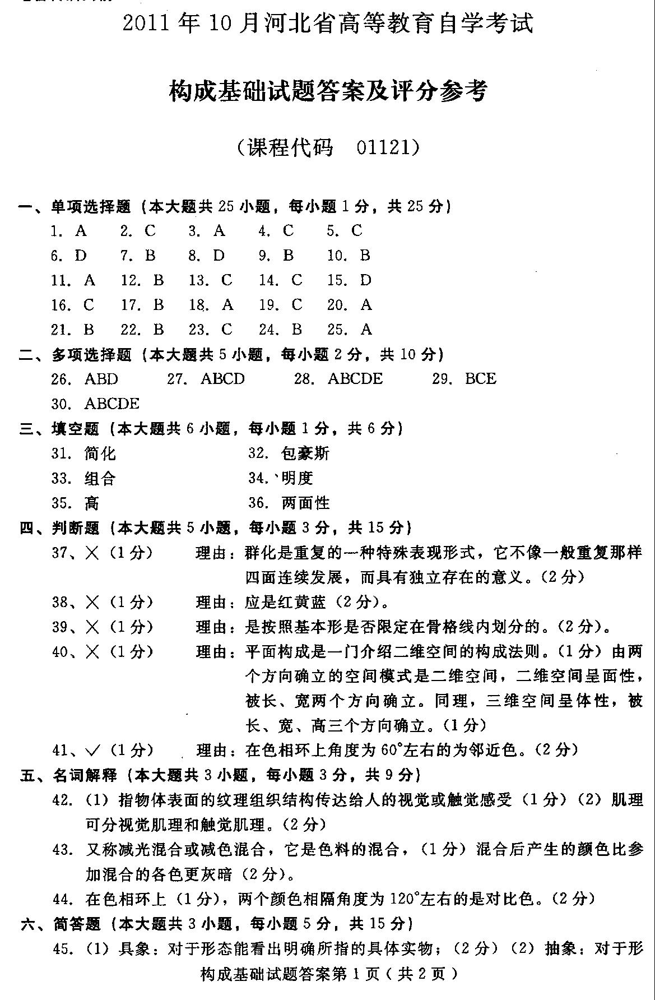 2011 年 10 月河北省高等教育自学考试
构成基础试题答案及评分参考
（课程代码 01121）
一、单项选择题（本大题共 25 小题，每小题 1 分，共 25 分）
1. A 2. C 3. A 4. C 5. C
6. D 7. B 8. D 9. B 10. B
11. A 12. B 13. C 14. C 15. D
16. C 17. B 18. A 19. C 20. A
21. B 22. B 23. C 24. B 25. A
二、多项选择题（本大题共 5 小题，每小题 2 分，共 10 分）
26. ABD 27. ABCD 28. ABCDE 29. BCE
30. ABCDE
三、填空题（本大题共 6 小题，每小题 1 分，共 6 分）
31. 简化 32. 包豪斯
33. 组合 34. 明度
35. 高 36. 两面性
四、判断题（本大题共 5 小题，每小题 3 分，共 15 分）
37、╳（1 分） 理由：群化是重复的一种特殊表现形式，它不像一般重复那样
四面连续发展，而具有独立存在的意义。（2 分）
38、╳（1 分） 理由：应是红黄蓝（2 分）。
39、╳（1 分） 理由：是按照基本形是否限定在骨格线内划分的。（2 分）。
40、╳（1 分） 理由：平面构成是一门介绍二维空间的构成法则。（1 分）由两
个方向确立的空间模式是二维空间，二维空间呈面性，
被长、宽两个方向确立。同理，三维空间呈体性，被
长、宽、高三个方向确立。（1 分）
41、✓（1 分） 理由：在色相环上角度为 60°左右的为邻近色。（2 分）
五、名词解释（本大题共 3 小题，每小题 3 分，共 9 分）
42.（1）指物体表面的纹理组织结构传达给人的视觉或触觉感受（1 分）（2）肌理
可分视觉肌理和触觉肌理。（2 分）
43. 又称减光混合或减色混合，它是色料的混合，（1 分）混合后产生的颜色比参
加混合的各色更灰暗（2 分）。
44. 在色相环上（1 分），两个颜色相隔角度为 120°左右的是对比色。（2 分）
六、简答题（本大题共 3 小题，每小题 5 分，共 15 分）
45.（1）具象：对于形态能看出明确所指的具体实物；（2 分）（2）抽象：对于形
构成基础试题答案第 1 页（ 共 2 页 ）